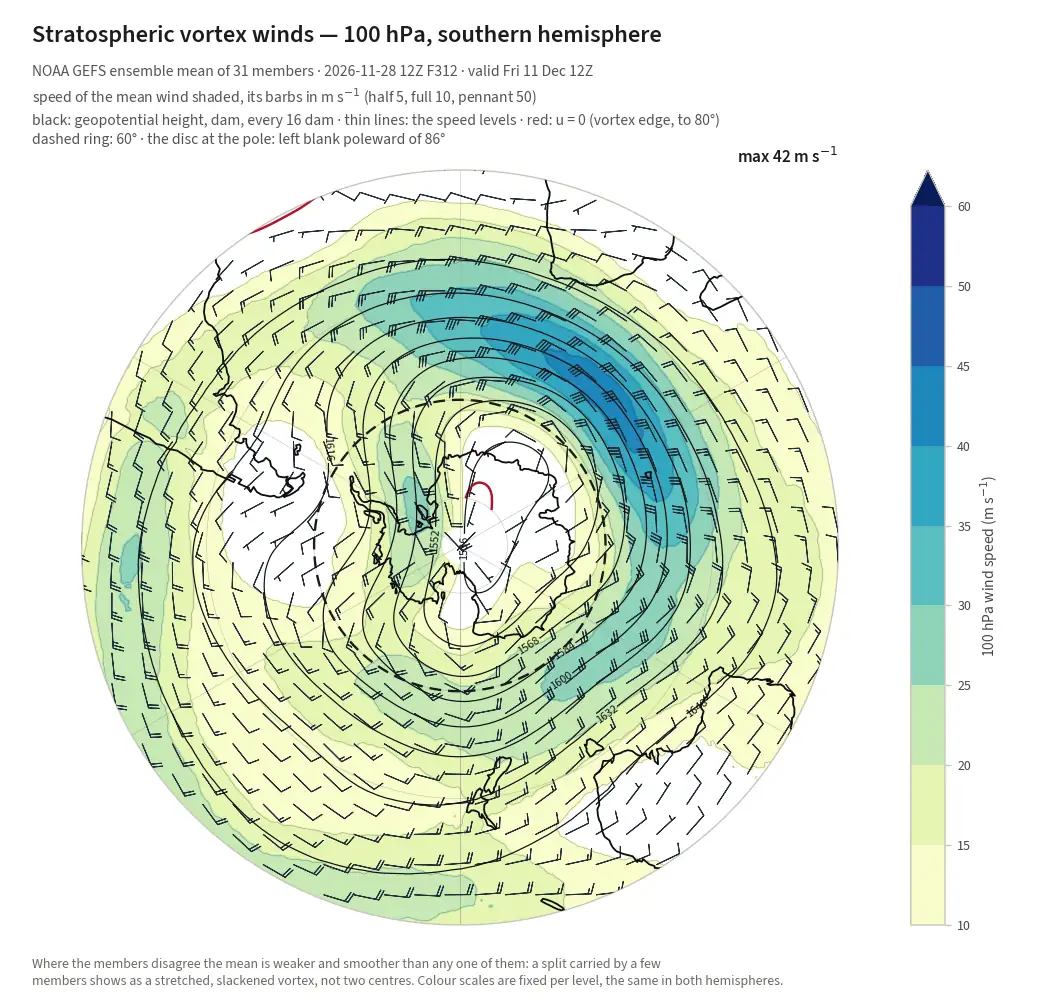 Stratospheric vortex winds — 100 hPa, southern hemisphere
NOAA GEFS ensemble mean of 31 members · 2026-11-28 12Z F312 · valid Fri 11 Dec 12Z
speed of the mean wind shaded, its barbs in m s⁻¹ (half 5, full 10, pennant 50)
black: geopotential height, dam, every 16 dam · thin lines: the speed levels · red: u = 0 (vortex edge, to 80°)
dashed ring: 60° · the disc at the pole: left blank poleward of 86°
max 42 m s⁻¹
60
50
45
40
35
30
25
20
15
10
100 hPa wind speed (m s⁻¹)
1616
1552
1568
1600
1632
Where the members disagree the mean is weaker and smoother than any one of them: a split carried by a few
members shows as a stretched, slackened vortex, not two centres. Colour scales are fixed per level, the same in both hemispheres.